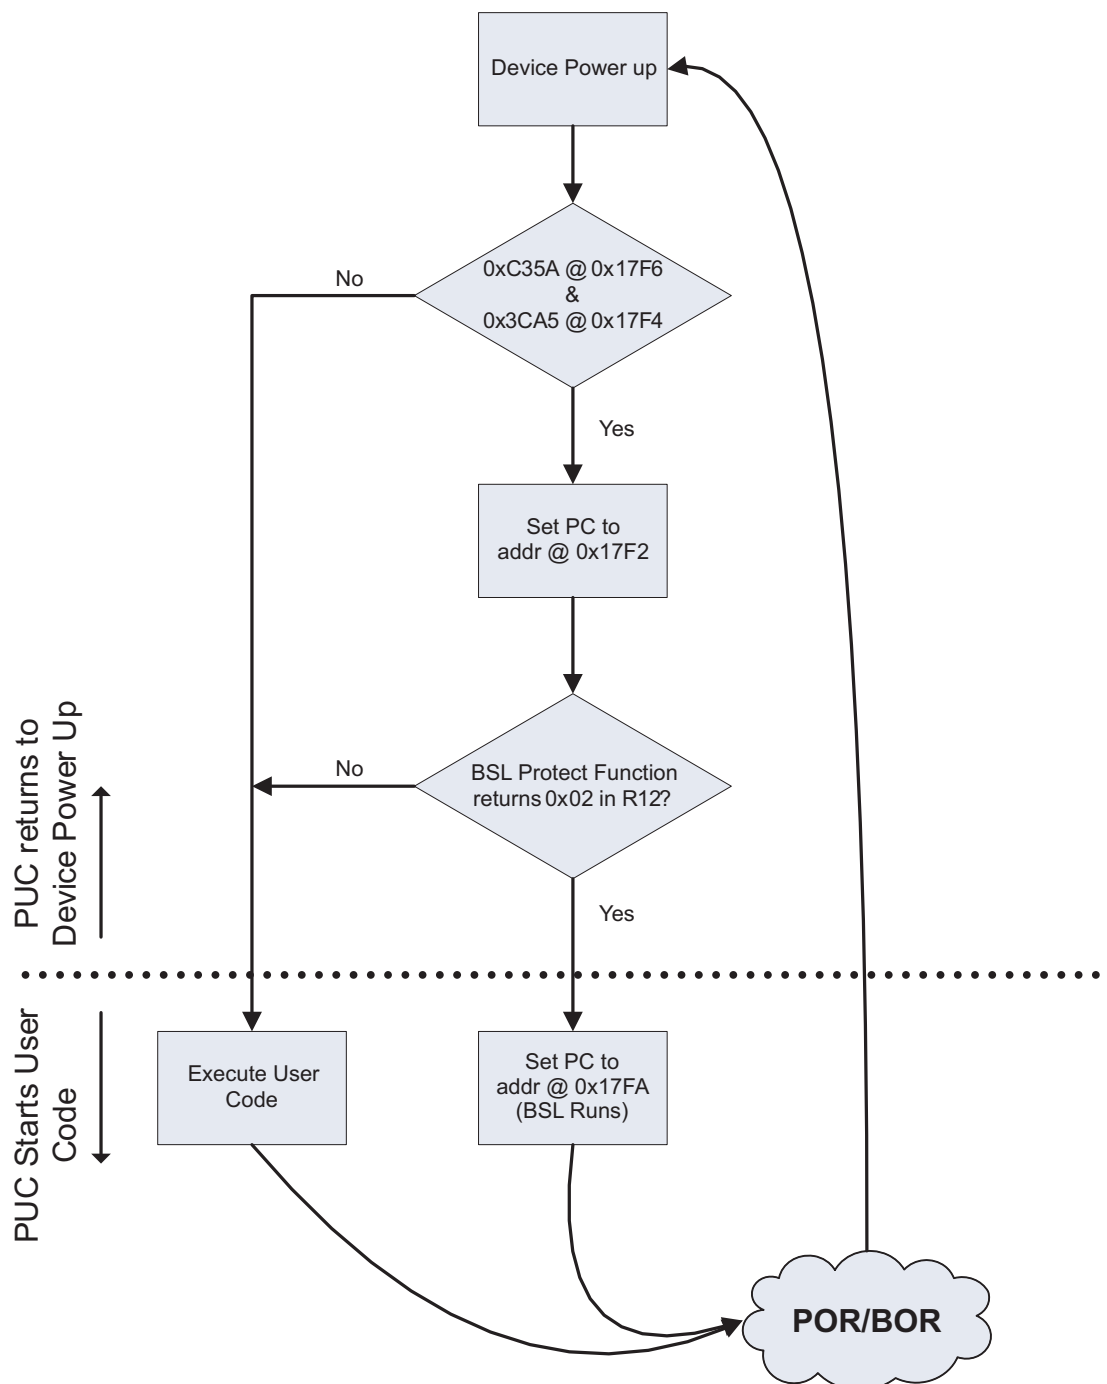 Device Power up
0xC35A @ 0x17F6
&
0x3CA5 @ 0x17F4
No
Yes
Set PC to
addr @ 0x17F2
BSL Protect Function
returns 0x02 in R12?
No
Yes
PUC returns to
Device Power Up
PUC Starts User
Code
Execute User
Code
Set PC to
addr @ 0x17FA
(BSL Runs)
POR/BOR